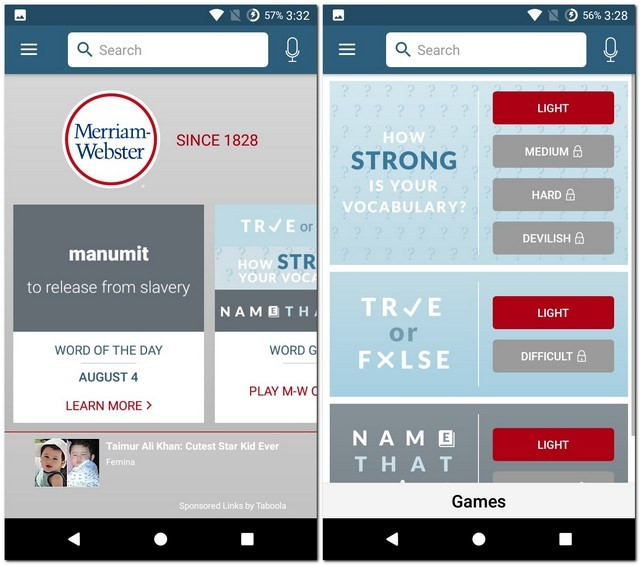 57% 3:32
Search
Merriam-
Webster
SINCE 1828
manumit
to release from slavery
WORD OF THE DAY
AUGUST 4
LEARN MORE >
TR✓E or
HOW STR
YOUR VOCA
NAME TH
WORD G
PLAY M-W
Taimur Ali Khan: Cutest Star Kid Ever
Femina
Sponsored Links by Taboola
56% 3:28
Search
HOW
STRONG
IS YOUR
VOCABULARY?
LIGHT
MEDIUM
HARD
DEVILISH
TR✓E
or
F✕LSE
LIGHT
DIFFICULT
NAME
THAT
LIGHT
Games